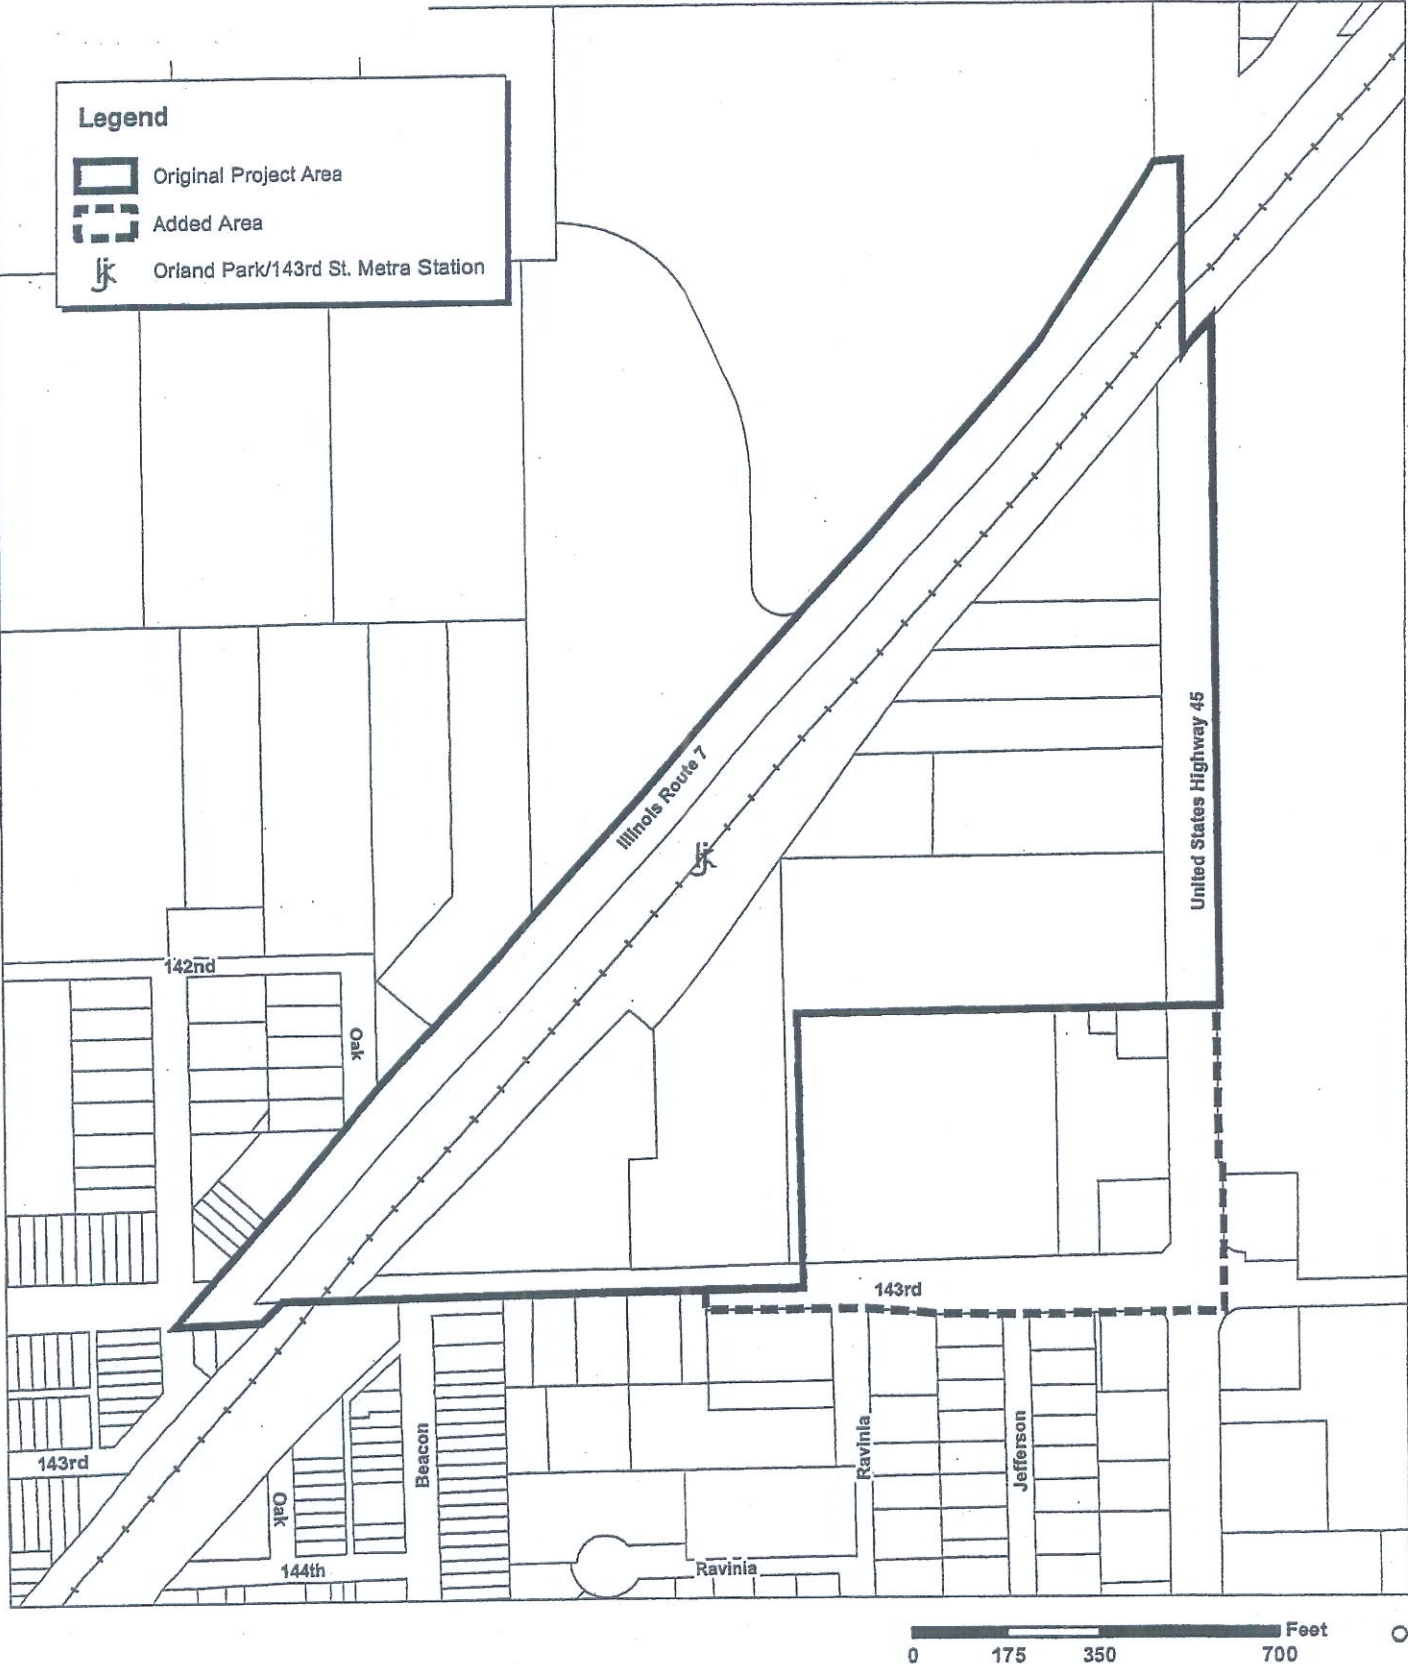 Legend
Original Project Area
Added Area
Orland Park/143rd St. Metra Station
United States Highway 45
Illinois Route 7
142nd
Oak
143rd
143rd
Beacon
Ravinia
Jefferson
Oak
144th
Ravinia
Feet
0 175 350 700